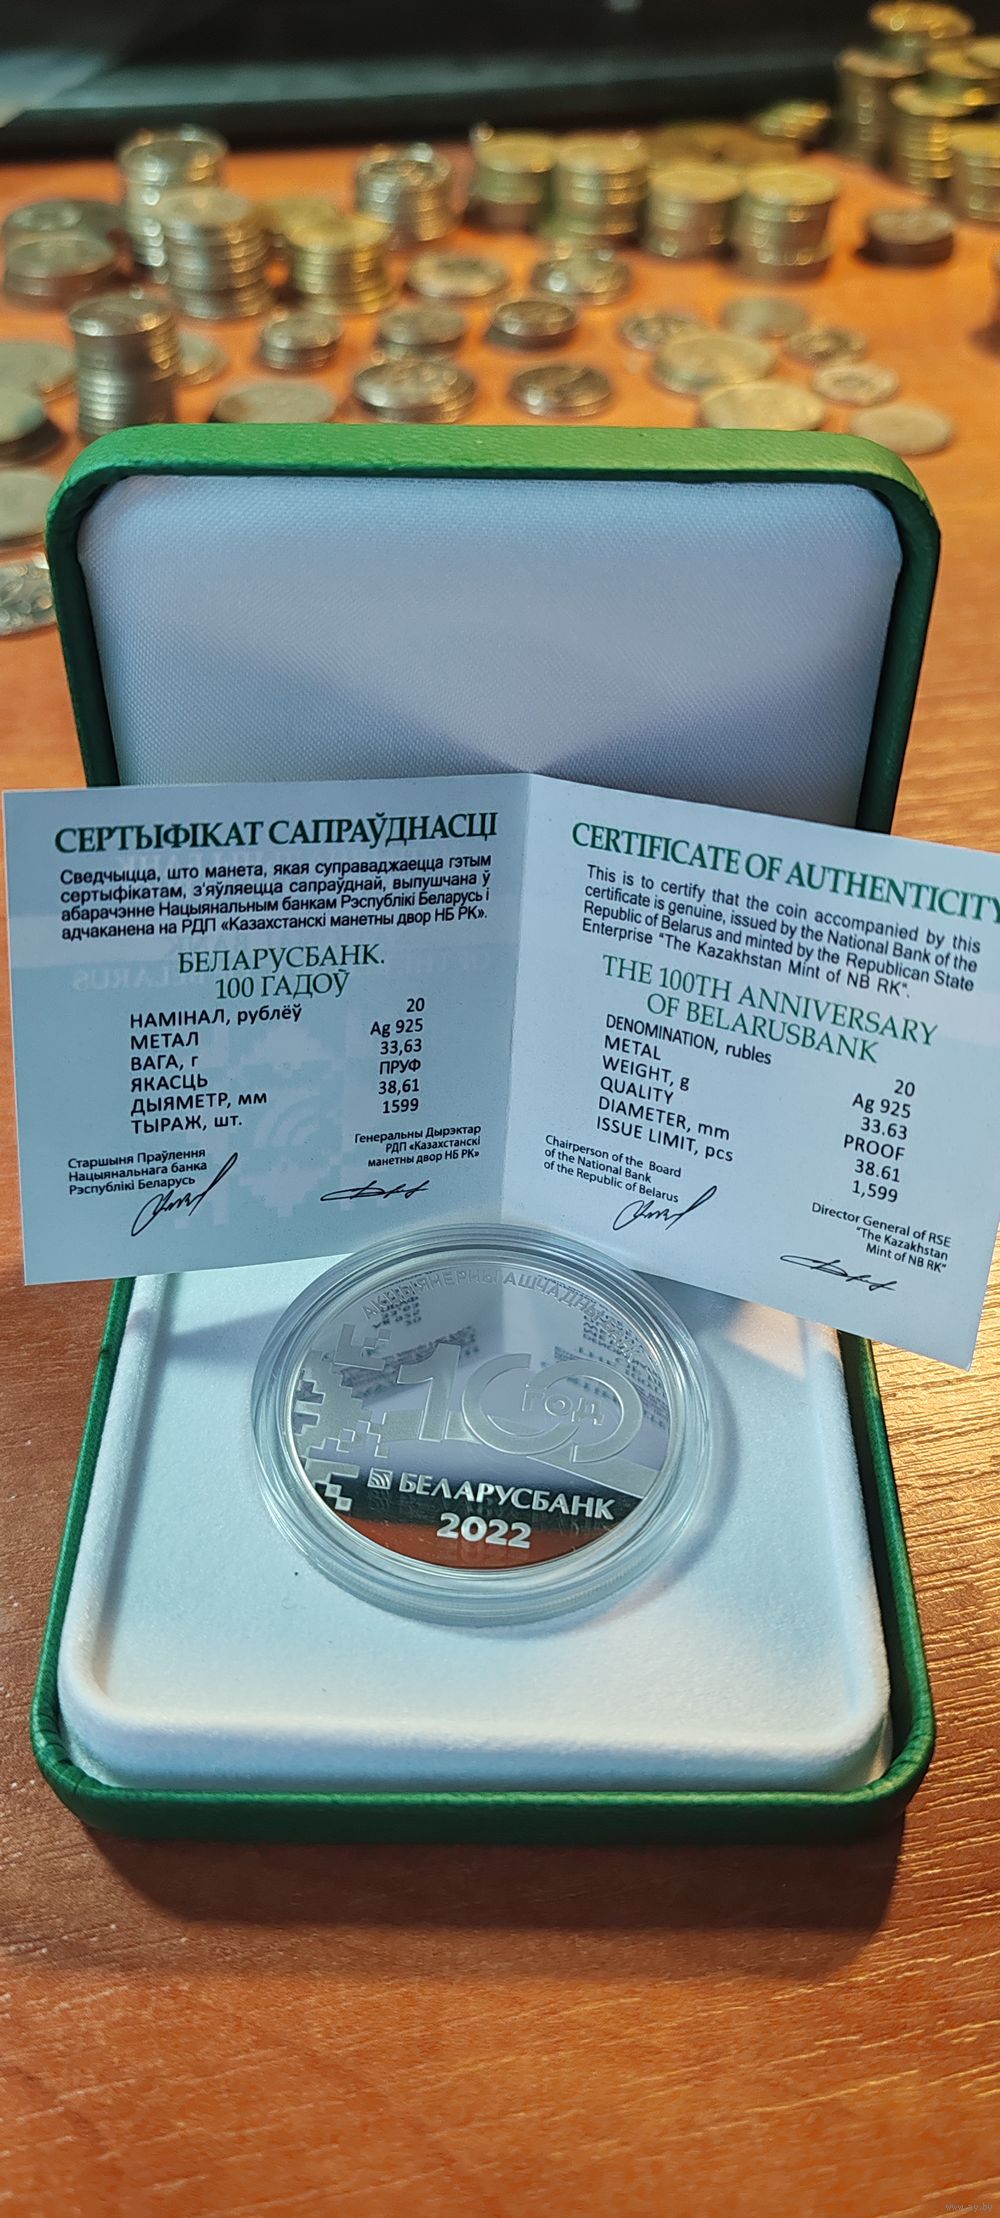 СЕРТЫФІКАТ САПРАЎДНАСЦІ
Сведчыцца, што манета, якая суправаджаецца гэтым
сертыфікатам, з'яўляецца сапраўднай, выпушчана ў
абарачэнне Нацыянальным банкам Рэспублікі Беларусь і
адчаканена на РДП «Казахстанскі манетны двор НБ РК».
БЕЛАРУСБАНК.
100 ГАДОЎ
НАМІНАЛ, рублёў 20
МЕТАЛ Ag 925
ВАГА, г 33,63
ЯКАСЦЬ ПРУФ
ДЫЯМЕТР, мм 38,61
ТЫРАЖ, шт. 1599
Старшыня Праўлення
Нацыянальнага банка
Рэспублікі Беларусь
Генеральны Дырэктар
РДП «Казахстанскі
манетны двор НБ РК»
CERTIFICATE OF AUTHENTICITY
This is to certify that the coin accompanied by this
certificate is genuine, issued by the National Bank of the
Republic of Belarus and minted by the Republican State
Enterprise "The Kazakhstan Mint of NB RK".
THE 100TH ANNIVERSARY
OF BELARUSBANK
DENOMINATION, rubles 20
METAL Ag 925
WEIGHT, g 33.63
QUALITY PROOF
DIAMETER, mm 38.61
ISSUE LIMIT, pcs 1,599
Chairperson of the Board
of the National Bank
of the Republic of Belarus
Director General of RSE
"The Kazakhstan
Mint of NB RK"
ААШЧАДНЫ
100
ГОД
БЕЛАРУСБАНК
2022
www.ay.by